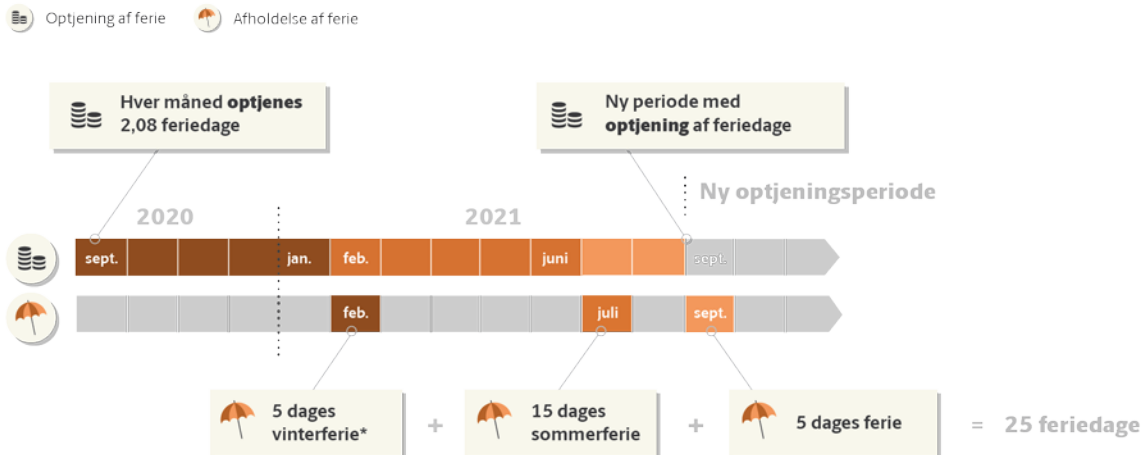 Optjening af ferie
Afholdelse af ferie
Hver måned optjenes
2,08 feriedage
Ny periode med
optjening af feriedage
Ny optjeningsperiode
2020
2021
sept.
jan.
feb.
juni
sept.
feb.
juli
sept.
5 dages
vinterferie*
+
15 dages
sommerferie
+
5 dages ferie
= 25 feriedage